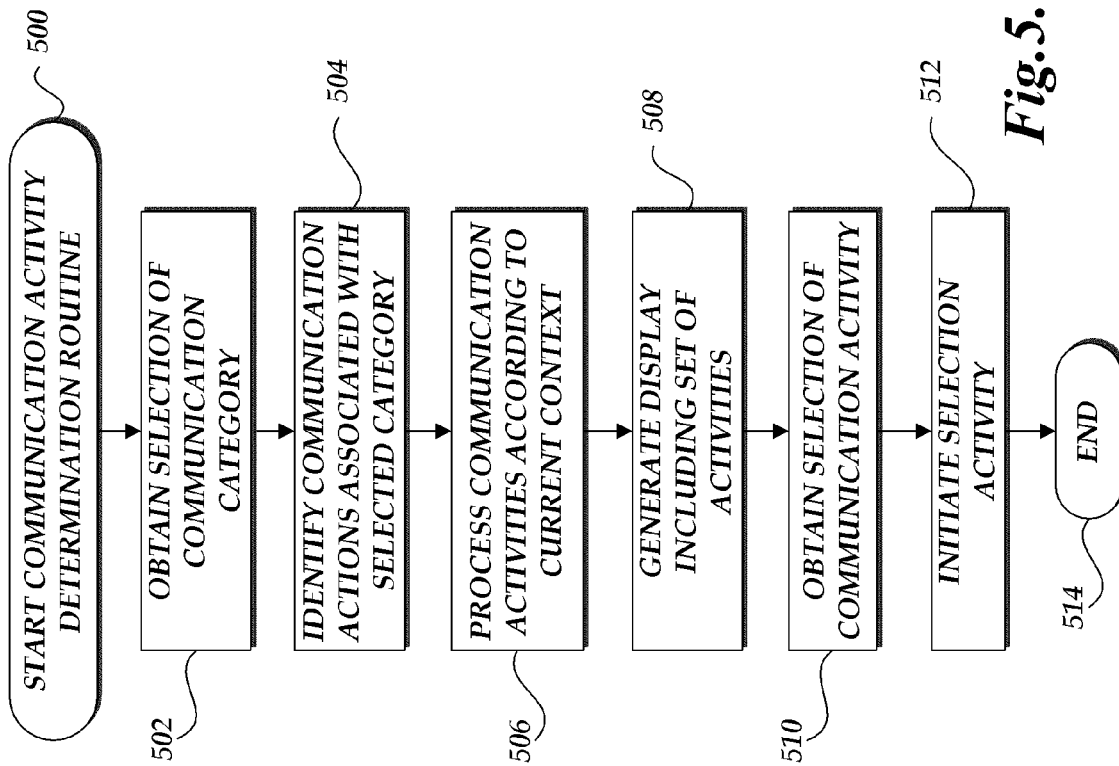 START COMMUNICATION ACTIVITY
DETERMINATION ROUTINE
500
OBTAIN SELECTION OF
COMMUNICATION
CATEGORY
502
IDENTIFY COMMUNICATION
ACTIONS ASSOCIATED WITH
SELECTED CATEGORY
504
PROCESS COMMUNICATION
ACTIVITIES ACCORDING TO
CURRENT CONTEXT
506
GENERATE DISPLAY
INCLUDING SET OF
ACTIVITIES
508
OBTAIN SELECTION OF
COMMUNICATION ACTIVITY
510
INITIATE SELECTION
ACTIVITY
512
END
514
Fig.5.